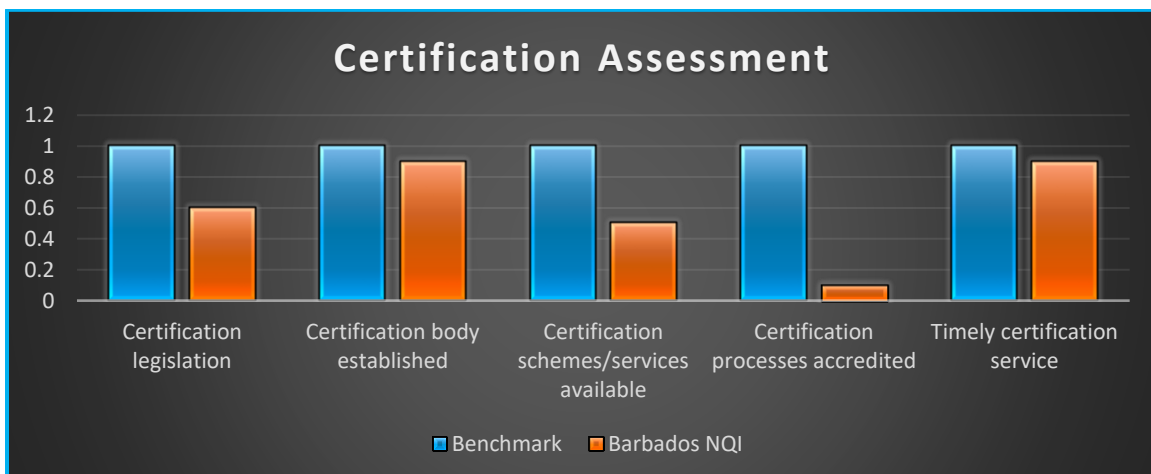 Certification Assessment
1.2
1
0.8
0.6
0.4
0.2
0
Certification
legislation
Certification body
established
Certification
schemes/services
available
Certification
processes accredited
Timely certification
service
Benchmark
Barbados NQI